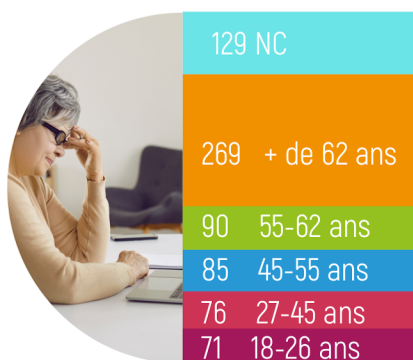 129 NC
269 + de 62 ans
90 55-62 ans
85 45-55 ans
76 27-45 ans
71 18-26 ans